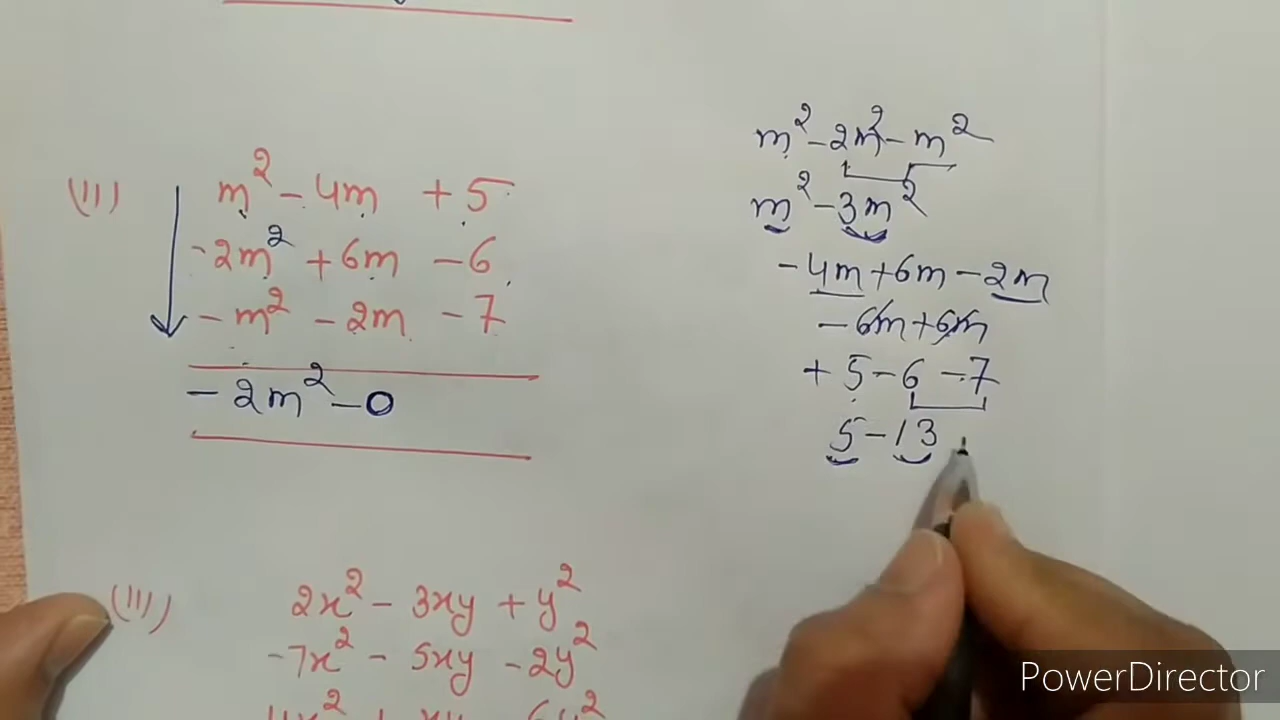 (II) m² - 4m + 5
-2m² + 6m - 6
- m² - 2m - 7
- 2m² - 0
m² - 2m² - m²
m² - 3m²
- 4m + 6m - 2m
- 6m + 6m
+ 5 - 6 - 7
5 - 13
(III) 2x² - 3xy + y²
-7x² - 5xy - 2y²
PowerDirector